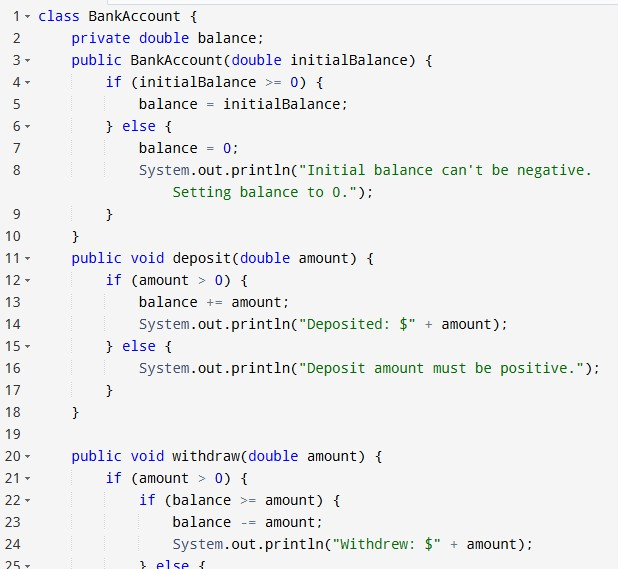 1 class BankAccount {
2     private double balance;
3     public BankAccount(double initialBalance) {
4         if (initialBalance >= 0) {
5             balance = initialBalance;
6         } else {
7             balance = 0;
8             System.out.println("Initial balance can't be negative.
                Setting balance to 0.");
9         }
10     }
11     public void deposit(double amount) {
12         if (amount > 0) {
13             balance += amount;
14             System.out.println("Deposited: $" + amount);
15         } else {
16             System.out.println("Deposit amount must be positive.");
17         }
18     }
19
20     public void withdraw(double amount) {
21         if (amount > 0) {
22             if (balance >= amount) {
23                 balance -= amount;
24                 System.out.println("Withdrew: $" + amount);
25             } else {